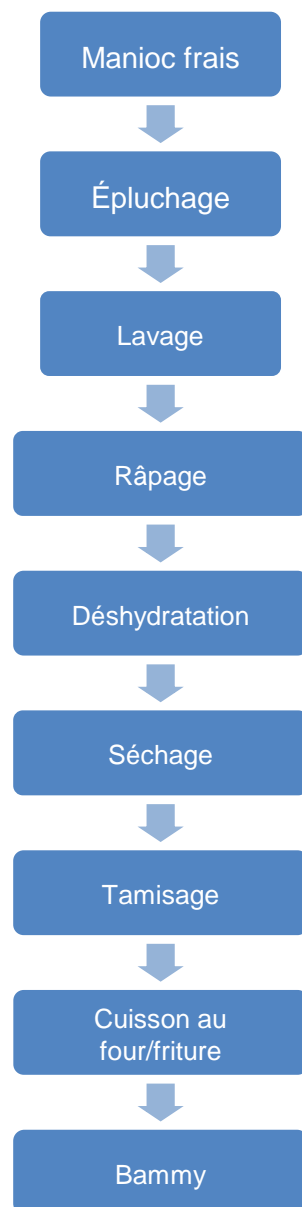 Manioc frais
Épluchage
Lavage
Râpage
Déshydratation
Séchage
Tamisage
Cuisson au
four/friture
Bammy